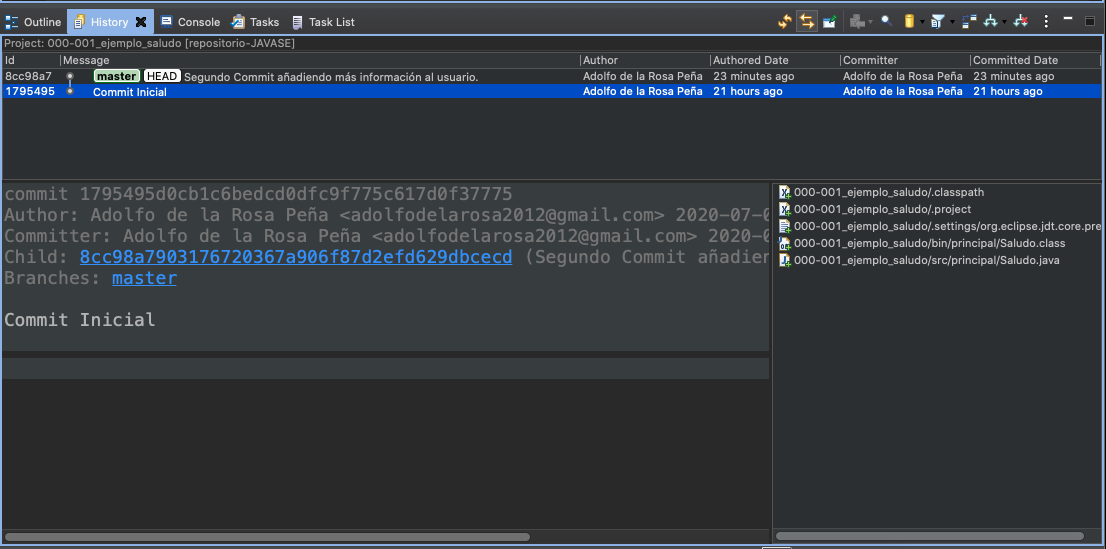 Outline History Console Tasks Task List
Project: 000-001_ejemplo_saludo [repositorio-JAVASE]
Id Message Author Authored Date Committer Committed Date
8cc98a7 master HEAD Segundo Commit añadiendo más información al usuario. Adolfo de la Rosa Peña 23 minutes ago Adolfo de la Rosa Peña 23 minutes ago
1795495 Commit Inicial Adolfo de la Rosa Peña 21 hours ago Adolfo de la Rosa Peña 21 hours ago
commit 1795495d0cb1c6bedcd0dfc9f775c617d0f37775
Author: Adolfo de la Rosa Peña <adolfodelarosa2012@gmail.com> 2020-07-0
Committer: Adolfo de la Rosa Peña <adolfodelarosa2012@gmail.com> 2020-
Child: 8cc98a7903176720367a906f87d2efd629dbcecd (Segundo Commit añadien
Branches: master
Commit Inicial
000-001_ejemplo_saludo/.classpath
000-001_ejemplo_saludo/.project
000-001_ejemplo_saludo/.settings/org.eclipse.jdt.core.pre
000-001_ejemplo_saludo/bin/principal/Saludo.class
000-001_ejemplo_saludo/src/principal/Saludo.java